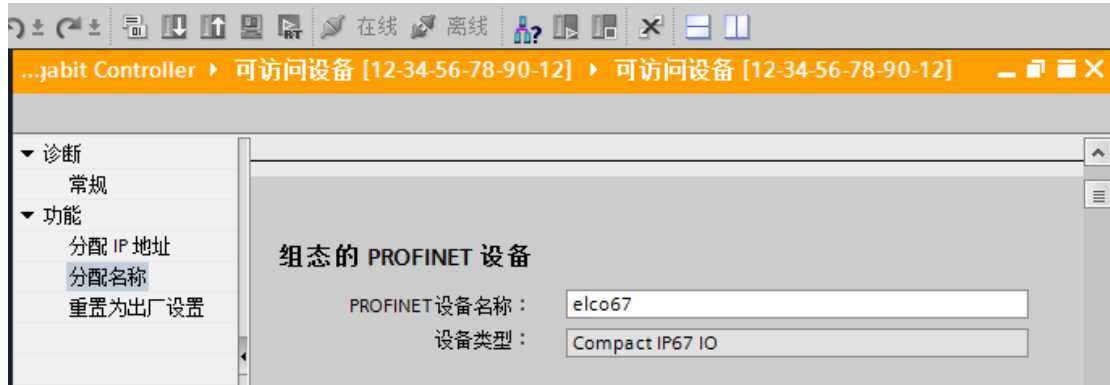 在线 离线
...gabit Controller ▸ 可访问设备 [12-34-56-78-90-12] ▸ 可访问设备 [12-34-56-78-90-12]
诊断
常规
功能
分配 IP 地址
分配名称
重置为出厂设置
组态的 PROFINET 设备
PROFINET设备名称：
elco67
设备类型：
Compact IP67 IO